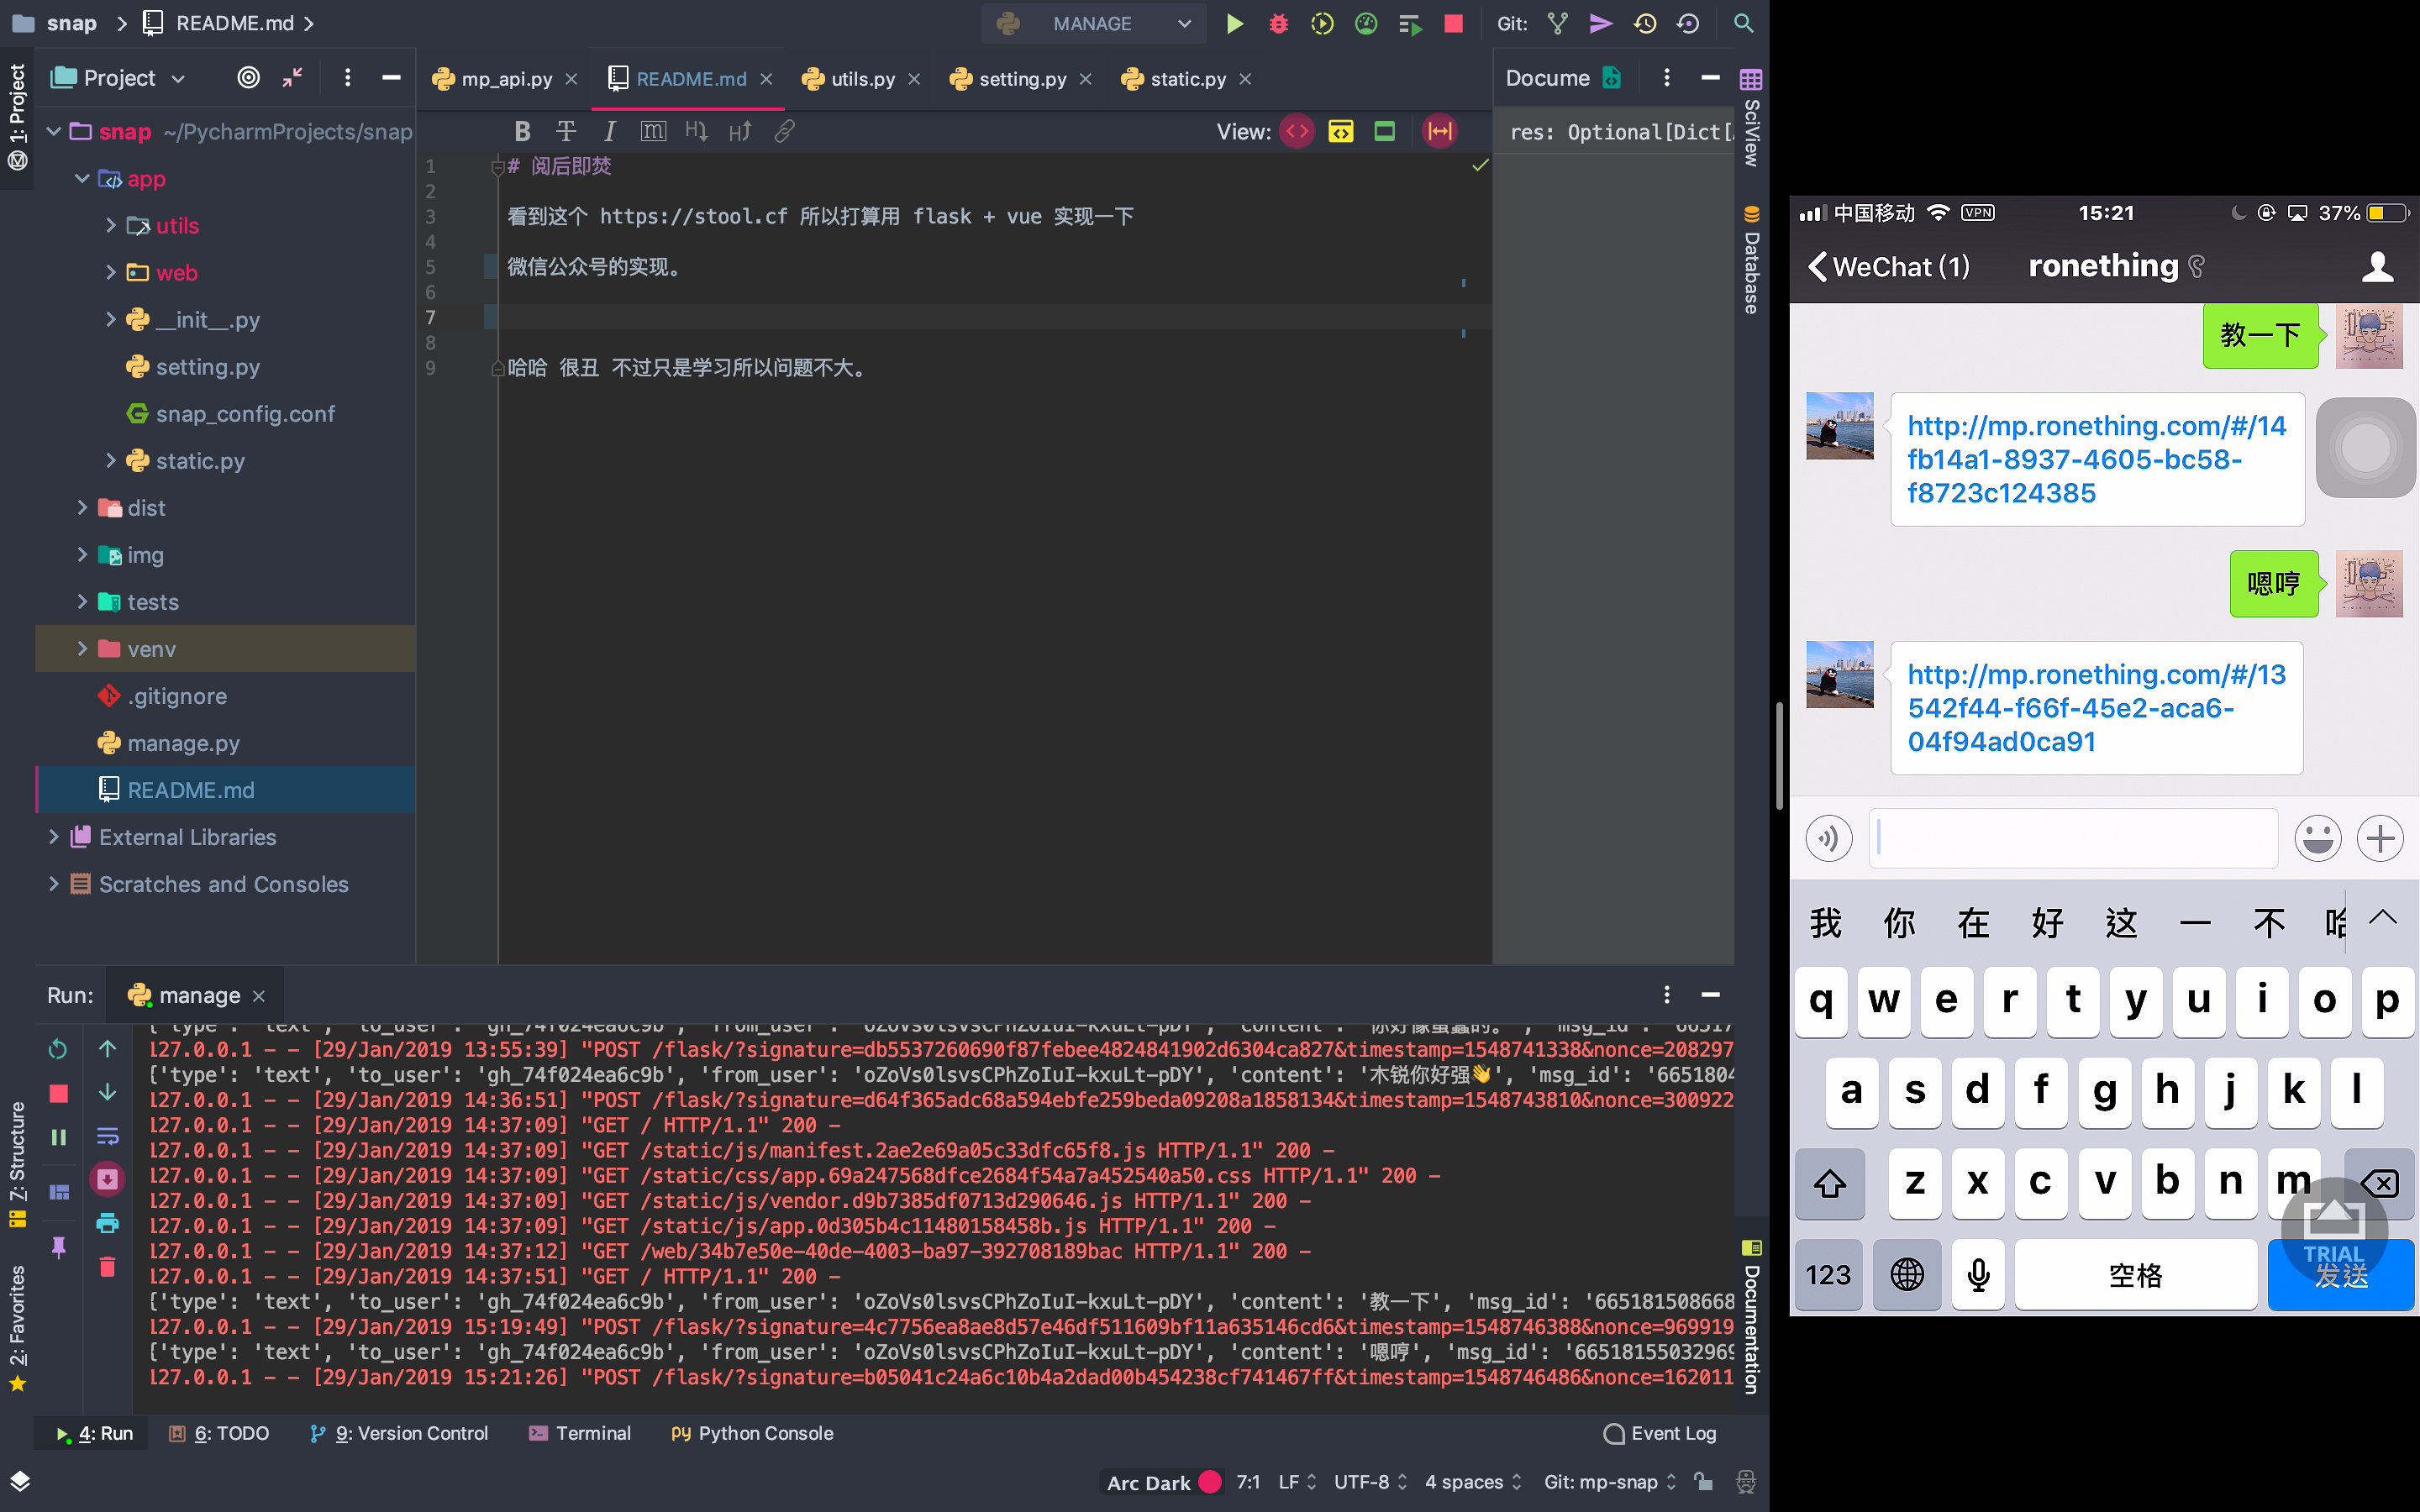 snap
README.md
MANAGE
Git:
1: Project
Project
mp_api.py
README.md
utils.py
setting.py
static.py
Docume
SciView
Database
snap ~/PycharmProjects/snap
app
utils
web
__init__.py
setting.py
snap_config.conf
static.py
dist
img
tests
venv
.gitignore
manage.py
README.md
External Libraries
Scratches and Consoles
View:
res: Optional[Dict[
1 # 阅后即焚
2
3 看到这个 https://stool.cf 所以打算用 flask + vue 实现一下
4
5 微信公众号的实现。
6
7
8
9 哈哈 很丑 不过只是学习所以问题不大。
Run: manage
{'type': 'text', 'to_user': 'gh_74f024ea6c9b', 'from_user': 'oZoVs0lsvsCPhZoIuI-kxuLt-pDY', 'content': '你好像蛮蠢的。', 'msg_id': '66517
127.0.0.1 - - [29/Jan/2019 13:55:39] "POST /flask/?signature=db5537260690f87febee4824841902d6304ca827&timestamp=1548741338&nonce=208297
{'type': 'text', 'to_user': 'gh_74f024ea6c9b', 'from_user': 'oZoVs0lsvsCPhZoIuI-kxuLt-pDY', 'content': '木锐你好强👋', 'msg_id': '6651804
127.0.0.1 - - [29/Jan/2019 14:36:51] "POST /flask/?signature=d64f365adc68a594ebfe259beda09208a1858134&timestamp=1548743810&nonce=300922
127.0.0.1 - - [29/Jan/2019 14:37:09] "GET / HTTP/1.1" 200 -
127.0.0.1 - - [29/Jan/2019 14:37:09] "GET /static/js/manifest.2ae2e69a05c33dfc65f8.js HTTP/1.1" 200 -
127.0.0.1 - - [29/Jan/2019 14:37:09] "GET /static/css/app.69a247568dfce2684f54a7a452540a50.css HTTP/1.1" 200 -
127.0.0.1 - - [29/Jan/2019 14:37:09] "GET /static/js/vendor.d9b7385df0713d290646.js HTTP/1.1" 200 -
127.0.0.1 - - [29/Jan/2019 14:37:09] "GET /static/js/app.0d305b4c11480158458b.js HTTP/1.1" 200 -
127.0.0.1 - - [29/Jan/2019 14:37:12] "GET /web/34b7e50e-40de-4003-ba97-392708189bac HTTP/1.1" 200 -
127.0.0.1 - - [29/Jan/2019 14:37:51] "GET / HTTP/1.1" 200 -
{'type': 'text', 'to_user': 'gh_74f024ea6c9b', 'from_user': 'oZoVs0lsvsCPhZoIuI-kxuLt-pDY', 'content': '教一下', 'msg_id': '665181508668
127.0.0.1 - - [29/Jan/2019 15:19:49] "POST /flask/?signature=4c7756ea8ae8d57e46df511609bf11a635146cd6&timestamp=1548746388&nonce=969919
{'type': 'text', 'to_user': 'gh_74f024ea6c9b', 'from_user': 'oZoVs0lsvsCPhZoIuI-kxuLt-pDY', 'content': '嗯哼', 'msg_id': '66518155032969
127.0.0.1 - - [29/Jan/2019 15:21:26] "POST /flask/?signature=b05041c24a6c10b4a2dad00b454238cf741467ff&timestamp=1548746486&nonce=162011
7: Structure
2: Favorites
Documentation
4: Run
6: TODO
9: Version Control
Terminal
Python Console
Event Log
Arc Dark
7:1
LF
UTF-8
4 spaces
Git: mp-snap
中国移动
VPN
15:21
37%
WeChat (1)
ronething
教一下
http://mp.ronething.com/#/14
fb14a1-8937-4605-bc58-
f8723c124385
嗯哼
http://mp.ronething.com/#/13
542f44-f66f-45e2-aca6-
04f94ad0ca91
我 你 在 好 这 一 不 哈
q w e r t y u i o p
a s d f g h j k l
z x c v b n m
123
空格
发送
TRIAL